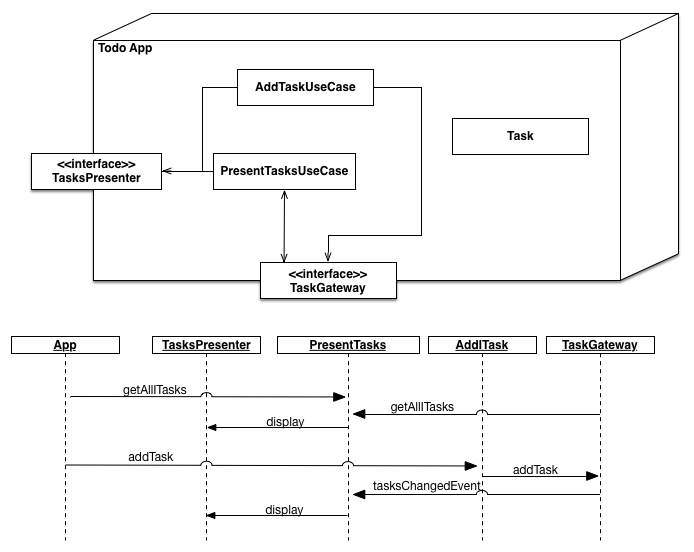 Todo App
AddTaskUseCase
Task
<<interface>>
TasksPresenter
PresentTasksUseCase
<<interface>>
TaskGateway
App
TasksPresenter
PresentTasks
AddlTask
TaskGateway
getAlllTasks
getAlllTasks
display
addTask
addTask
tasksChangedEvent
display